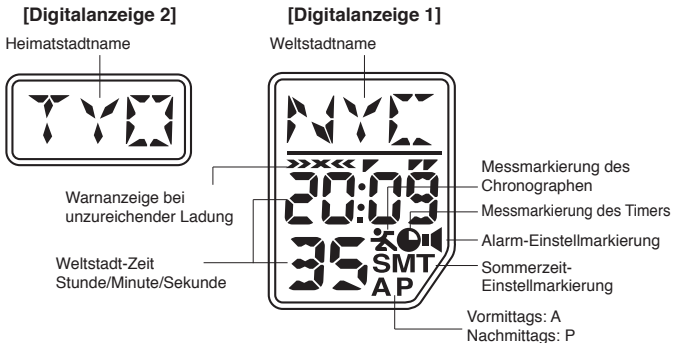 [Digitalanzeige 2]
[Digitalanzeige 1]
Heimatstadtname
Weltstadtname
TYO
NYC
20:09
35
SMT
A P
Warnanzeige bei
unzureichender Ladung
Weltstadt-Zeit
Stunde/Minute/Sekunde
Messmarkierung des
Chronographen
Messmarkierung des Timers
Alarm-Einstellmarkierung
Sommerzeit-
Einstellmarkierung
Vormittags: A
Nachmittags: P